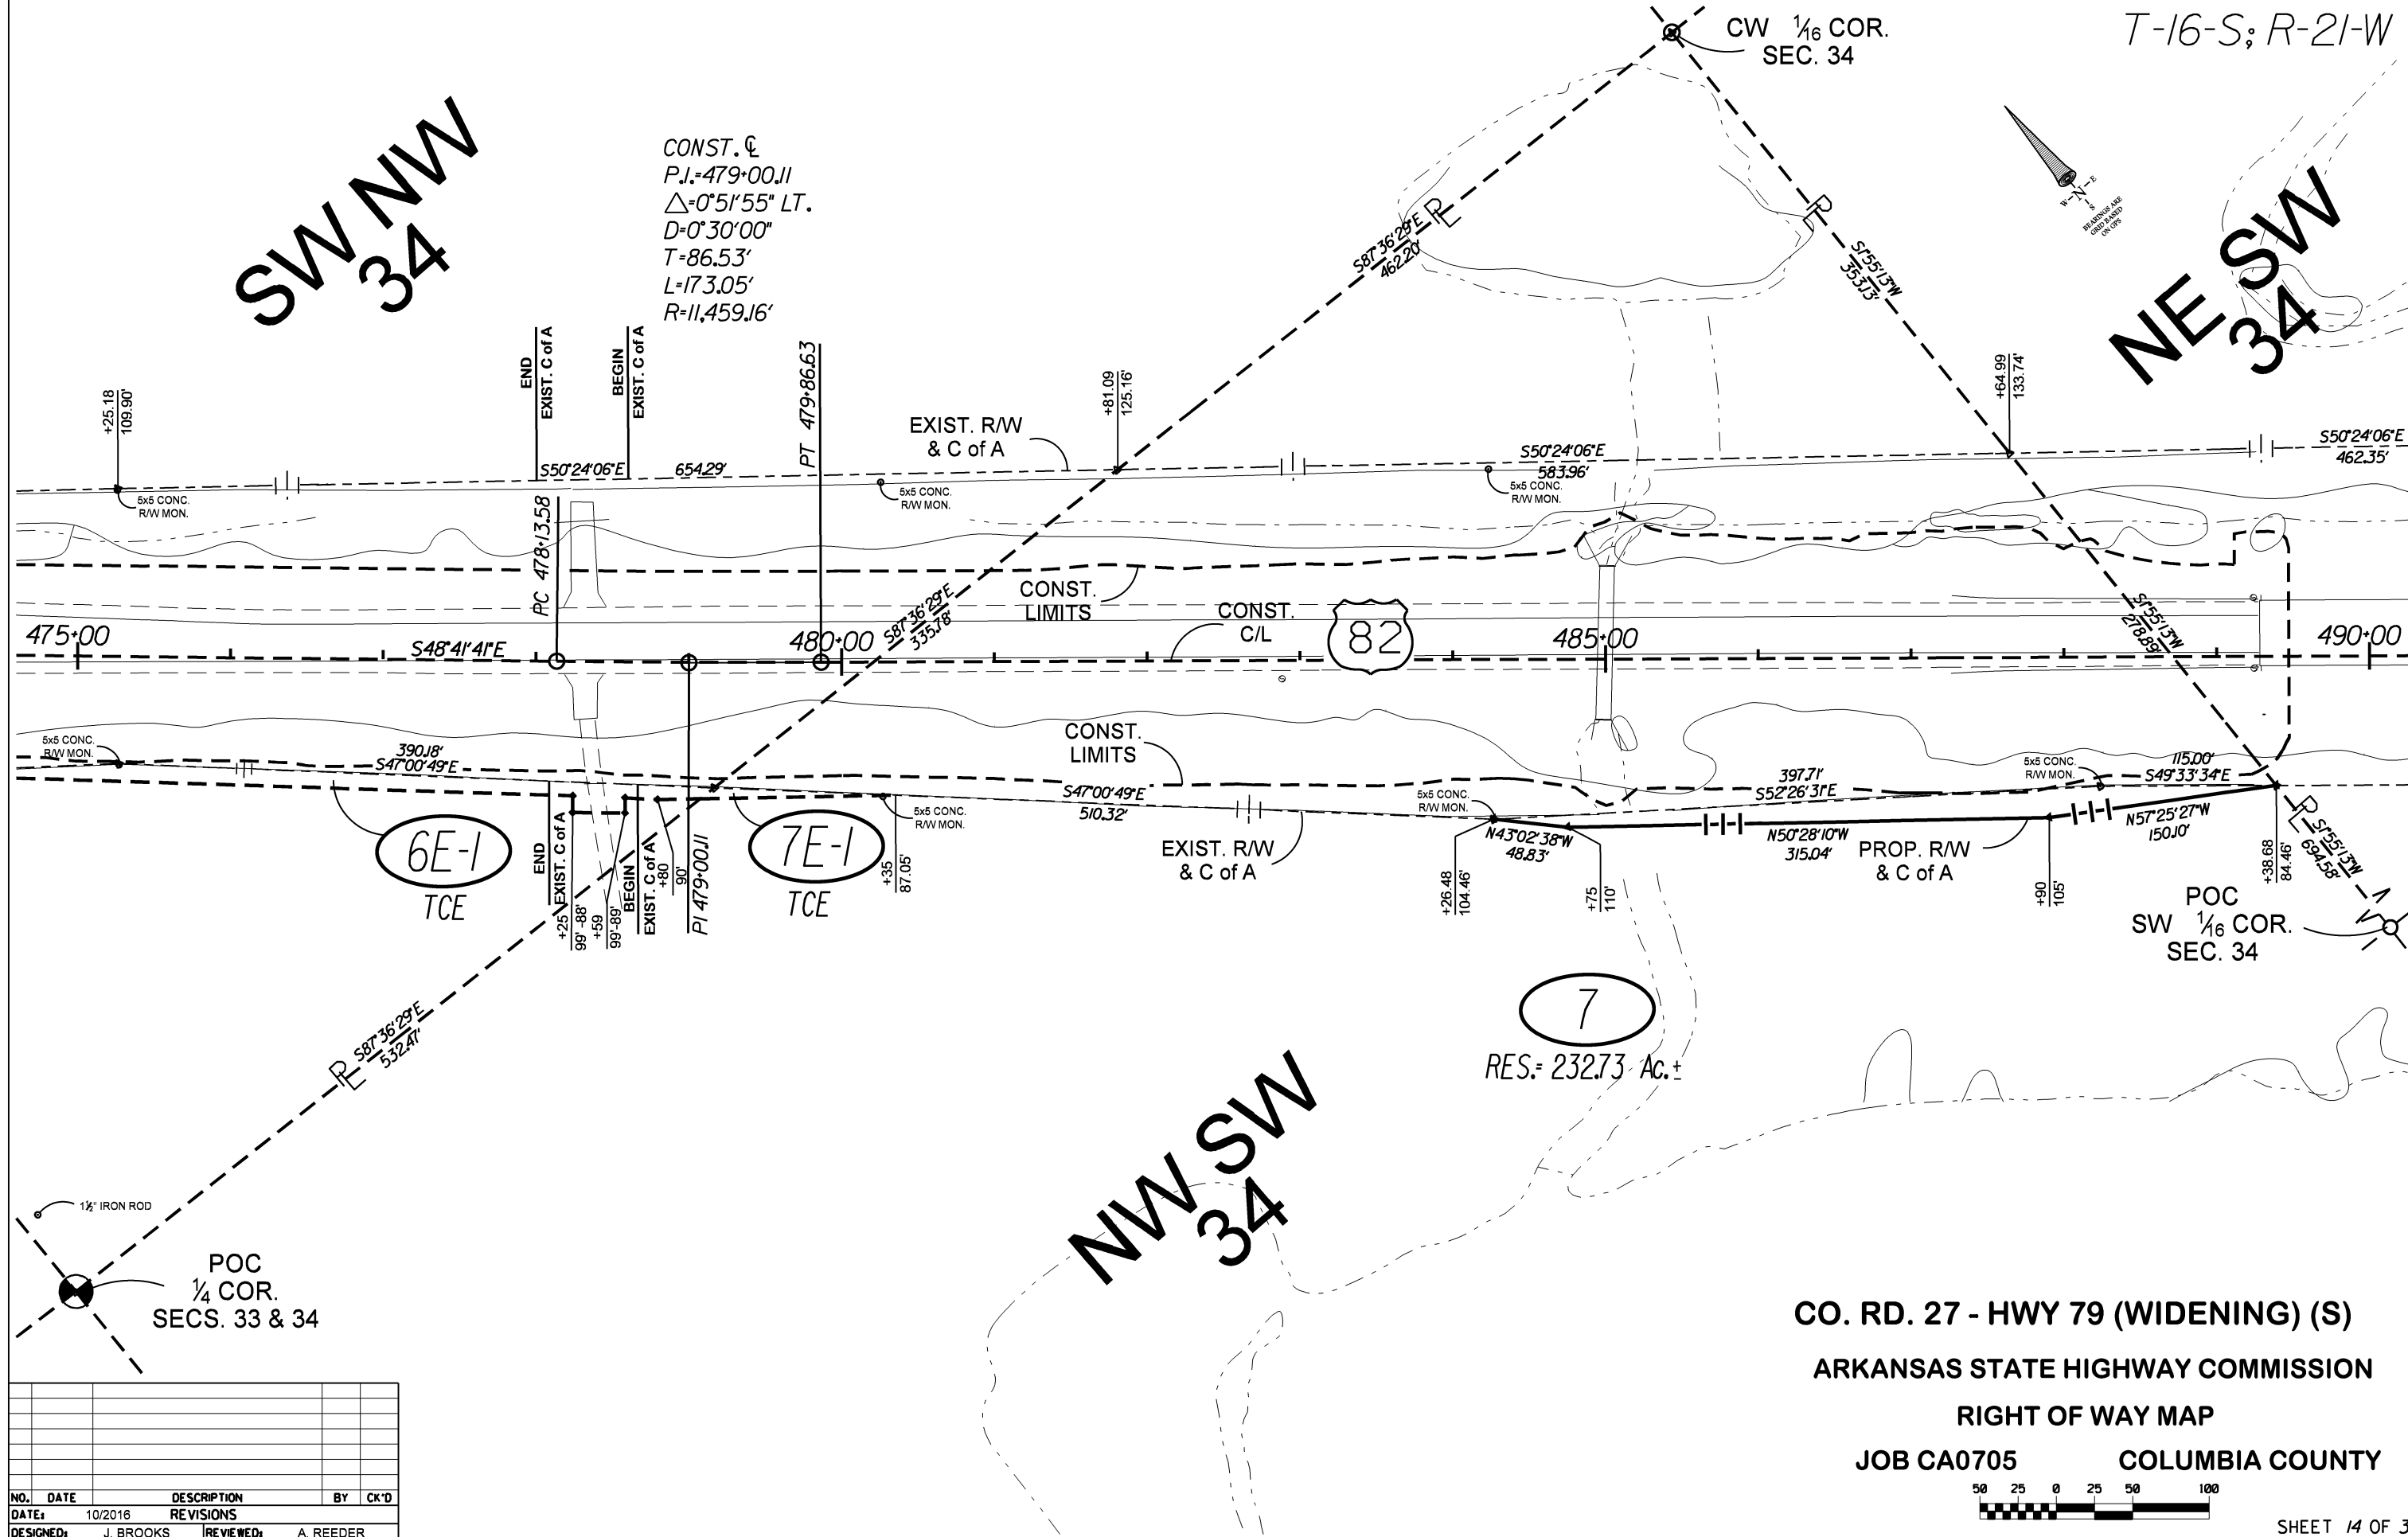 T-16-S; R-21-W
CW 1/16 COR.
SEC. 34
SW NW
34
CONST. ℄
P.I.=479+00.11
△=0°51'55" LT.
D=0°30'00"
T=86.53'
L=173.05'
R=11,459.16'
W N E S
BEARINGS ARE
GRID BASED
ON GPS
NE SW
34
S87°36'29"E
462.20'
PL
PL
S1°55'13"W
353.13'
+25.18
109.90'
END
EXIST. C of A
BEGIN
EXIST. C of A
PT 479+86.63
+81.09
125.16'
+64.99
133.74'
EXIST. R/W
& C of A
S50°24'06"E 654.29'
S50°24'06"E
583.96'
S50°24'06"E
462.35'
5x5 CONC.
R/W MON.
5x5 CONC.
R/W MON.
5x5 CONC.
R/W MON.
PC 478+13.58
CONST.
LIMITS
S87°36'29"E
335.78'
CONST.
C/L
82
S1°55'13"W
278.89'
475+00
S48°41'41"E
480+00
485+00
490+00
5x5 CONC.
R/W MON.
390.18'
S47°00'49"E
CONST.
LIMITS
S47°00'49"E
510.32'
5x5 CONC.
R/W MON.
5x5 CONC.
R/W MON.
397.71'
S52°26'31"E
5x5 CONC.
R/W MON.
115.00'
S49°33'34"E
6E-1
TCE
END
EXIST. C of A
+25
99'-88'
+59
99'-89'
BEGIN
EXIST. C of A
+80
90'
PI 479+00.11
7E-1
TCE
+35
87.05'
EXIST. R/W
& C of A
+26.48
104.46'
N43°02'38"W
48.83'
+75
110'
N50°28'10"W
315.04'
PROP. R/W
& C of A
+90
105'
N57°25'27"W
150.10'
+38.68
84.46'
PL
S1°55'13"W
694.58'
POC
SW 1/16 COR.
SEC. 34
S87°36'29"E
532.47'
PL
7
RES.= 232.73 Ac.±
NW SW
34
1½" IRON ROD
POC
1/4 COR.
SECS. 33 & 34
CO. RD. 27 - HWY 79 (WIDENING) (S)
ARKANSAS STATE HIGHWAY COMMISSION
RIGHT OF WAY MAP
JOB CA0705 COLUMBIA COUNTY
50 25 0 25 50 100
SHEET 14 OF 3
NO. DATE DESCRIPTION BY CK'D
DATE: 10/2016 REVISIONS
DESIGNED: J. BROOKS REVIEWED: A. REEDER